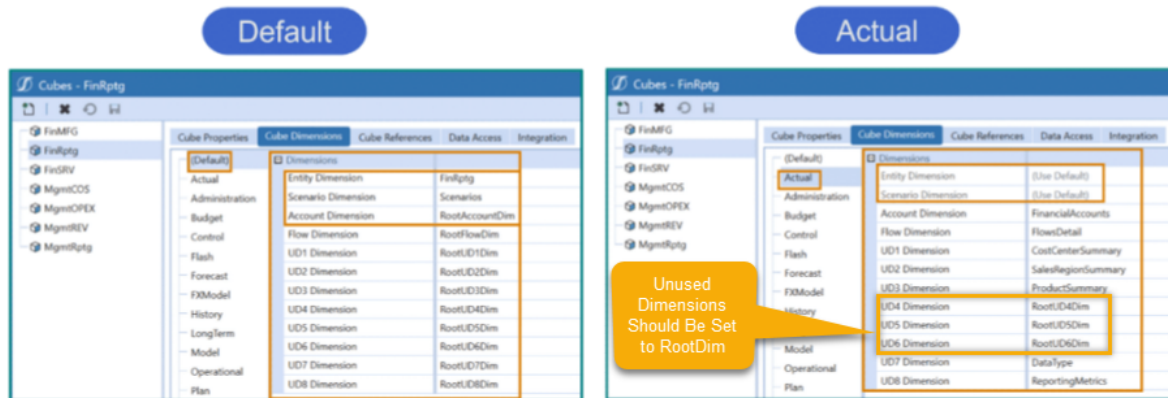 Default
Actual
Cubes - FinRptg
FinMFG
FinRptg
FinSRV
MgmtCOS
MgmtOPEX
MgmtREV
MgmtRptg
Cube Properties Cube Dimensions Cube References Data Access Integration
(Default)
Actual
Administration
Budget
Control
Flash
Forecast
FXModel
History
LongTerm
Model
Operational
Plan
Dimensions
Entity Dimension FinRptg
Scenario Dimension Scenarios
Account Dimension RootAccountDim
Flow Dimension RootFlowDim
UD1 Dimension RootUD1Dim
UD2 Dimension RootUD2Dim
UD3 Dimension RootUD3Dim
UD4 Dimension RootUD4Dim
UD5 Dimension RootUD5Dim
UD6 Dimension RootUD6Dim
UD7 Dimension RootUD7Dim
UD8 Dimension RootUD8Dim
Cubes - FinRptg
FinMFG
FinRptg
FinSRV
MgmtCOS
MgmtOPEX
MgmtREV
MgmtRptg
Cube Properties Cube Dimensions Cube References Data Access Integration
(Default)
Actual
Administration
Budget
Control
Flash
Forecast
FXModel
History
Model
Operational
Plan
Dimensions
Entity Dimension (Use Default)
Scenario Dimension (Use Default)
Account Dimension FinancialAccounts
Flow Dimension FlowsDetail
UD1 Dimension CostCenterSummary
UD2 Dimension SalesRegionSummary
UD3 Dimension ProductSummary
UD4 Dimension RootUD4Dim
UD5 Dimension RootUD5Dim
UD6 Dimension RootUD6Dim
UD7 Dimension DataType
UD8 Dimension ReportingMetrics
Unused
Dimensions
Should Be Set
to RootDim